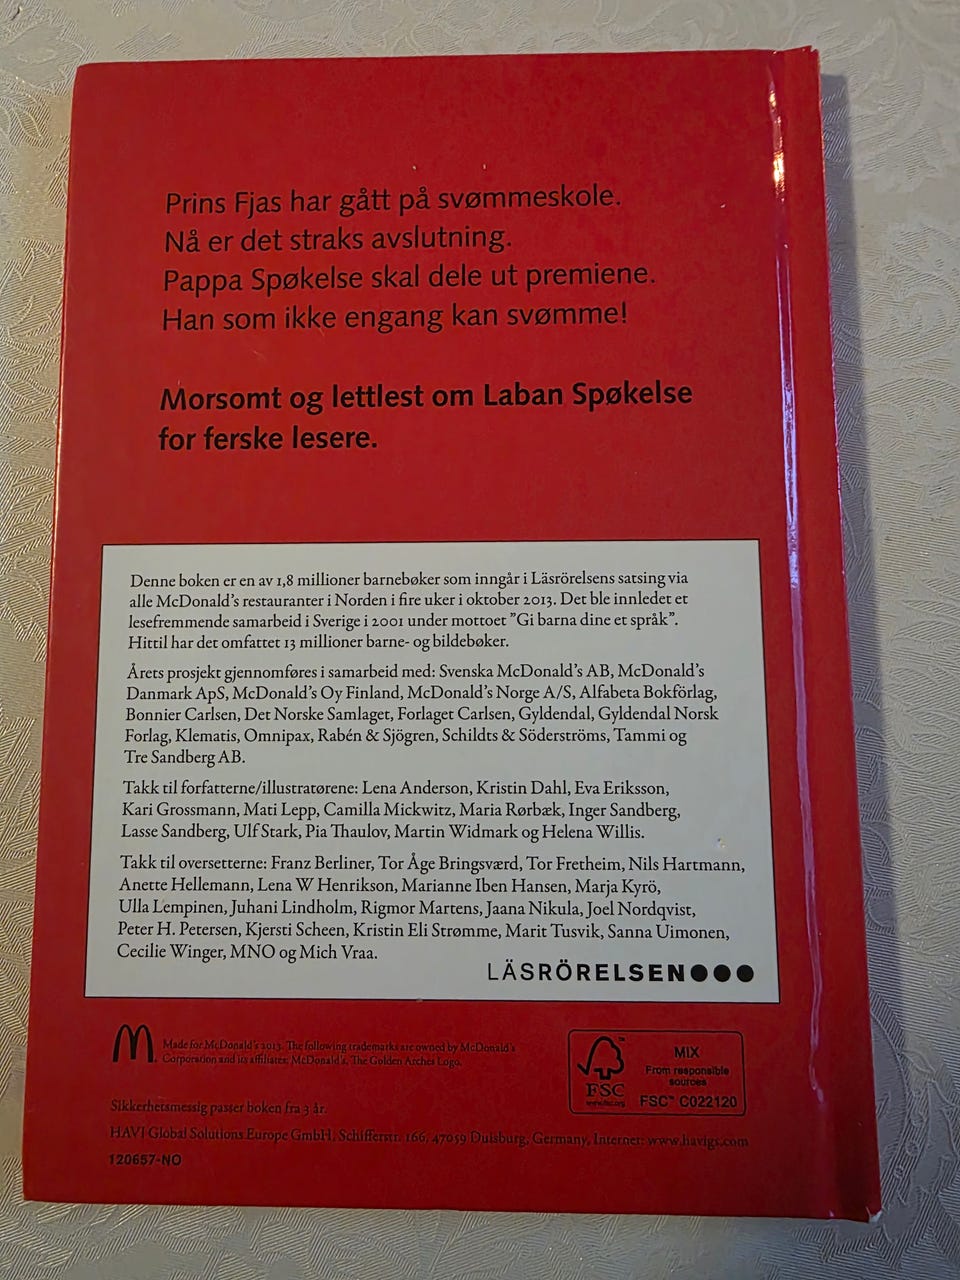 Prins Fjas har gått på svømmeskole.
Nå er det straks avslutning.
Pappa Spøkelse skal dele ut premiene.
Han som ikke engang kan svømme!
Morsomt og lettlest om Laban Spøkelse
for ferske lesere.
Denne boken er en av 1,8 millioner barnebøker som inngår i Läsrörelsens satsing via
alle McDonald's restauranter i Norden i fire uker i oktober 2013. Det ble innledet et
lesefremmende samarbeid i Sverige i 2001 under mottoet "Gi barna dine et språk".
Hittil har det omfattet 13 millioner barne- og bildebøker.
Årets prosjekt gjennomføres i samarbeid med: Svenska McDonald's AB, McDonald's
Danmark ApS, McDonald's Oy Finland, McDonald's Norge A/S, Alfabeta Bokförlag,
Bonnier Carlsen, Det Norske Samlaget, Forlaget Carlsen, Gyldendal, Gyldendal Norsk
Forlag, Klematis, Omnipax, Rabén & Sjögren, Schildts & Söderströms, Tammi og
Tre Sandberg AB.
Takk til forfatterne/illustratørene: Lena Anderson, Kristin Dahl, Eva Eriksson,
Kari Grossmann, Mati Lepp, Camilla Mickwitz, Maria Rørbæk, Inger Sandberg,
Lasse Sandberg, Ulf Stark, Pia Thaulov, Martin Widmark og Helena Willis.
Takk til oversetterne: Franz Berliner, Tor Åge Bringsværd, Tor Fretheim, Nils Hartmann,
Anette Hellemann, Lena W Henrikson, Marianne Iben Hansen, Marja Kyrö,
Ulla Lempinen, Juhani Lindholm, Rigmor Martens, Jaana Nikula, Joel Nordqvist,
Peter H. Petersen, Kjersti Scheen, Kristin Eli Strømme, Marit Tusvik, Sanna Uimonen,
Cecilie Winger, MNO og Mich Vraa.
LÄSRÖRELSEN●●●
Made for McDonald's 2013. The following trademarks are owned by McDonald's
Corporation and its affiliates: McDonald's, The Golden Arches Logo.
FSC
www.fsc.org
MIX
From responsible
sources
FSC™ C022120
Sikkerhetsmessig passer boken fra 3 år.
HAVI Global Solutions Europe GmbH, Schifferstr. 166, 47059 Duisburg, Germany, Internet: www.havigs.com
120657-NO